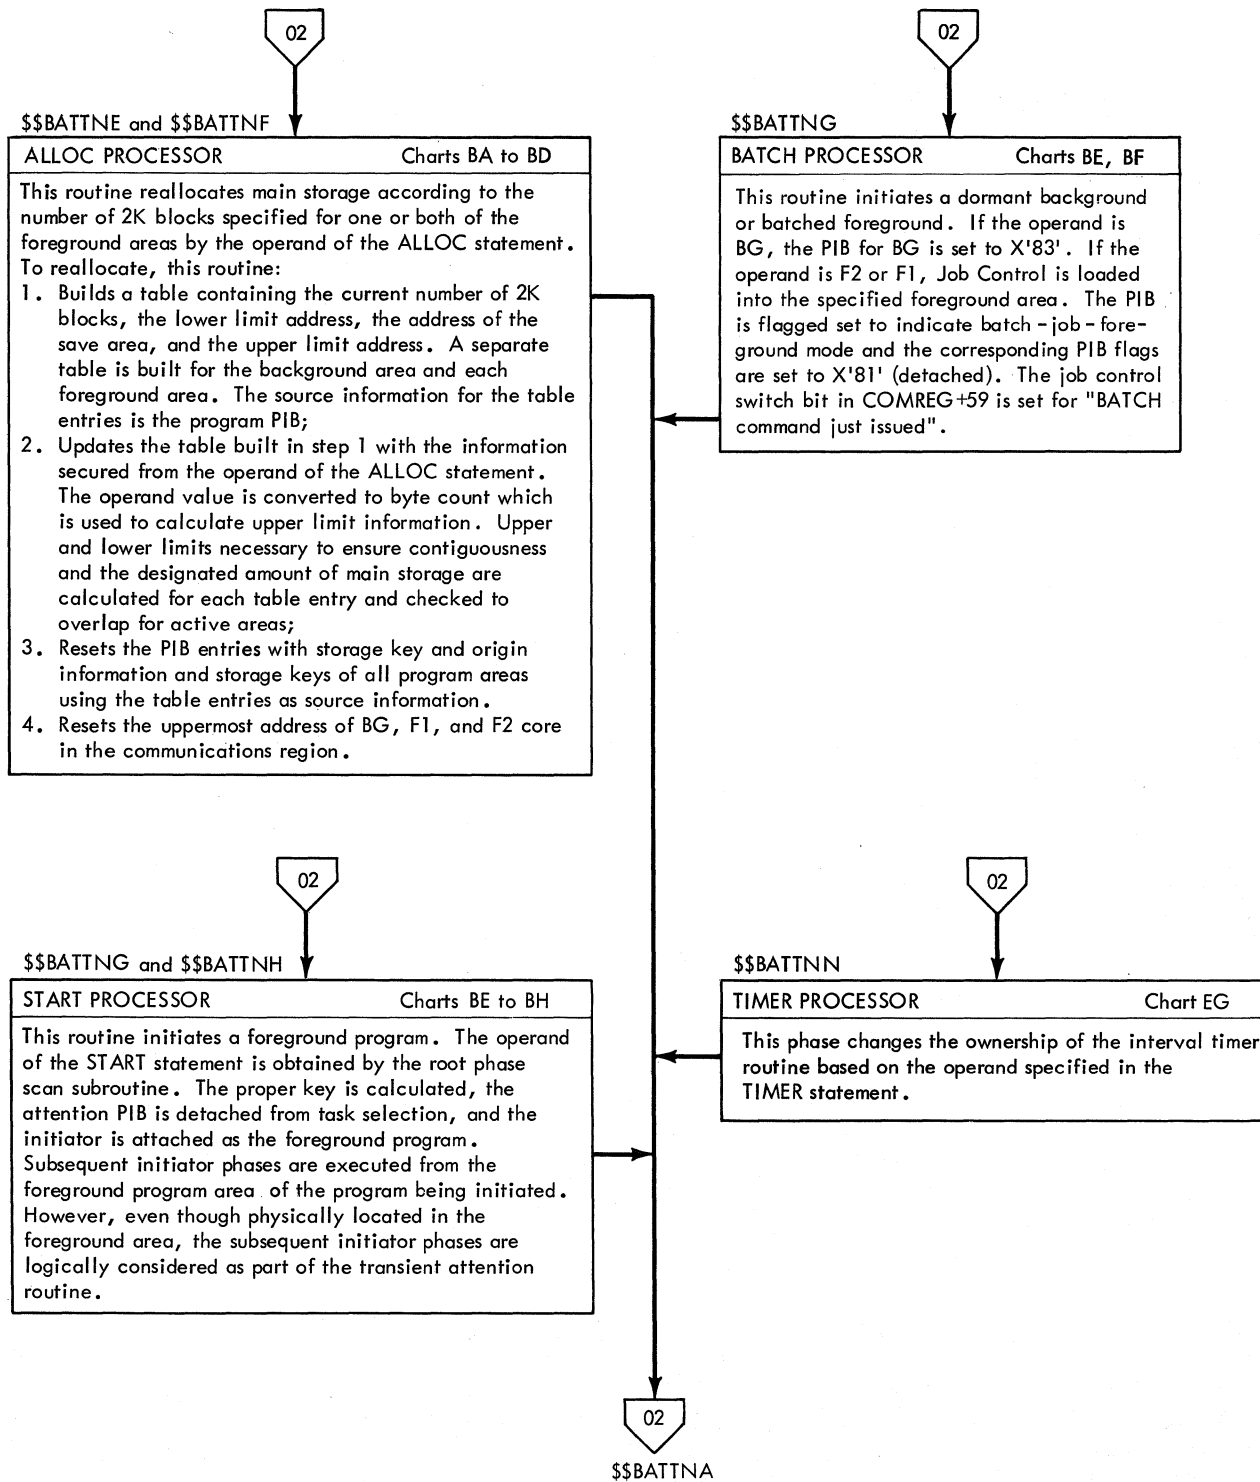 02
$$BATTNE and $$BATTNF
ALLOC PROCESSOR Charts BA to BD
This routine reallocates main storage according to the
number of 2K blocks specified for one or both of the
foreground areas by the operand of the ALLOC statement.
To reallocate, this routine:
1. Builds a table containing the current number of 2K
blocks, the lower limit address, the address of the
save area, and the upper limit address. A separate
table is built for the background area and each
foreground area. The source information for the table
entries is the program PIB;
2. Updates the table built in step 1 with the information
secured from the operand of the ALLOC statement.
The operand value is converted to byte count which
is used to calculate upper limit information. Upper
and lower limits necessary to ensure contiguousness
and the designated amount of main storage are
calculated for each table entry and checked to
overlap for active areas;
3. Resets the PIB entries with storage key and origin
information and storage keys of all program areas
using the table entries as source information.
4. Resets the uppermost address of BG, F1, and F2 core
in the communications region.
02
$$BATTNG
BATCH PROCESSOR Charts BE, BF
This routine initiates a dormant background
or batched foreground. If the operand is
BG, the PIB for BG is set to X'83'. If the
operand is F2 or F1, Job Control is loaded
into the specified foreground area. The PIB
is flagged set to indicate batch-job-fore-
ground mode and the corresponding PIB flags
are set to X'81' (detached). The job control
switch bit in COMREG+59 is set for "BATCH
command just issued".
02
$$BATTNG and $$BATTNH
START PROCESSOR Charts BE to BH
This routine initiates a foreground program. The operand
of the START statement is obtained by the root phase
scan subroutine. The proper key is calculated, the
attention PIB is detached from task selection, and the
initiator is attached as the foreground program.
Subsequent initiator phases are executed from the
foreground program area of the program being initiated.
However, even though physically located in the
foreground area, the subsequent initiator phases are
logically considered as part of the transient attention
routine.
02
$$BATTNN
TIMER PROCESSOR Chart EG
This phase changes the ownership of the interval timer
routine based on the operand specified in the
TIMER statement.
02
$$BATTNA